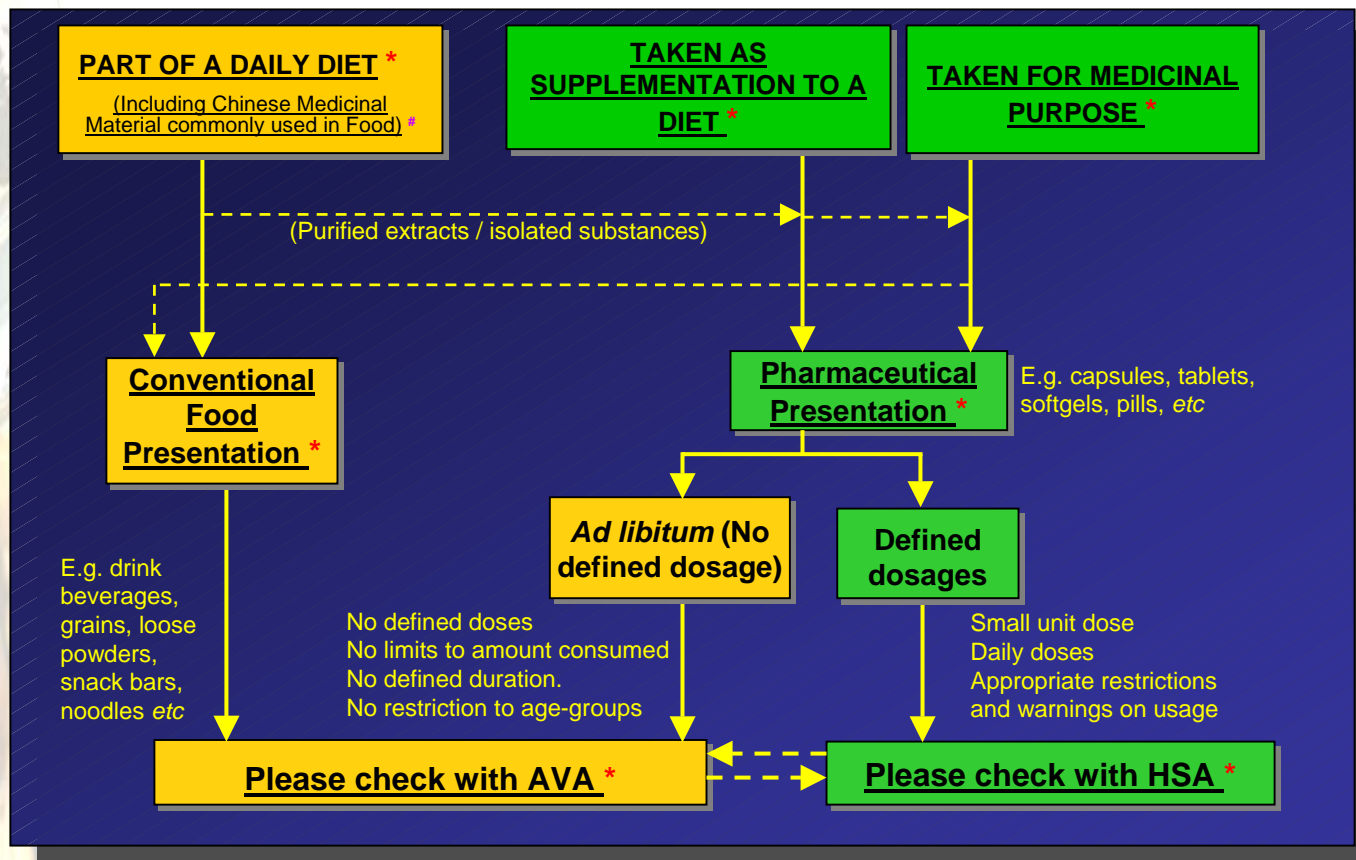 PART OF A DAILY DIET *
(Including Chinese Medicinal
Material commonly used in Food) #
TAKEN AS
SUPPLEMENTATION TO A
DIET *
TAKEN FOR MEDICINAL
PURPOSE *
(Purified extracts / isolated substances)
Conventional
Food
Presentation *
Pharmaceutical
Presentation *
E.g. capsules, tablets,
softgels, pills, etc
Ad libitum (No
defined dosage)
Defined
dosages
E.g. drink
beverages,
grains, loose
powders,
snack bars,
noodles etc
No defined doses
No limits to amount consumed
No defined duration.
No restriction to age-groups
Small unit dose
Daily doses
Appropriate restrictions
and warnings on usage
Please check with AVA *
Please check with HSA *